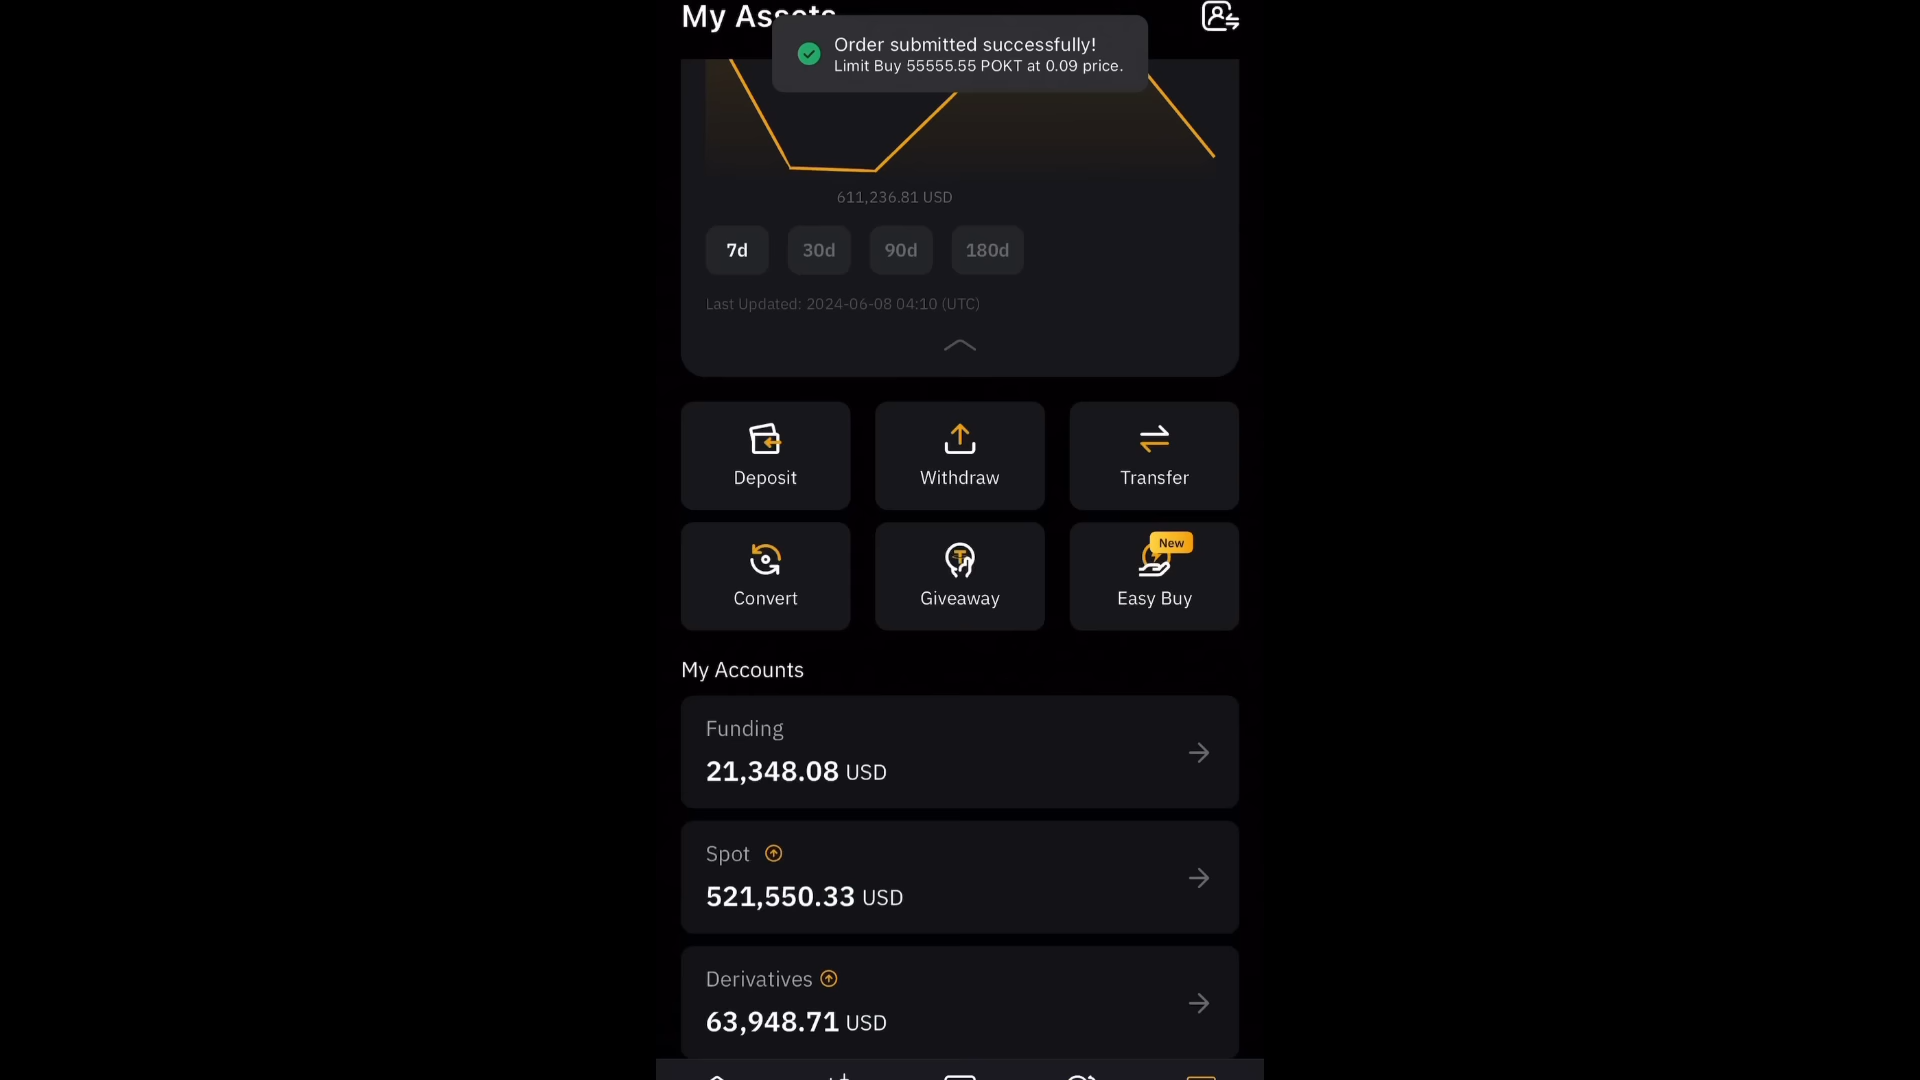 My Assets
Order submitted successfully!
Limit Buy 55555.55 POKT at 0.09 price.
611,236.81 USD
7d 30d 90d 180d
Last Updated: 2024-06-08 04:10 (UTC)
Deposit Withdraw Transfer
New
Convert Giveaway Easy Buy
My Accounts
Funding
21,348.08 USD
Spot
521,550.33 USD
Derivatives
63,948.71 USD